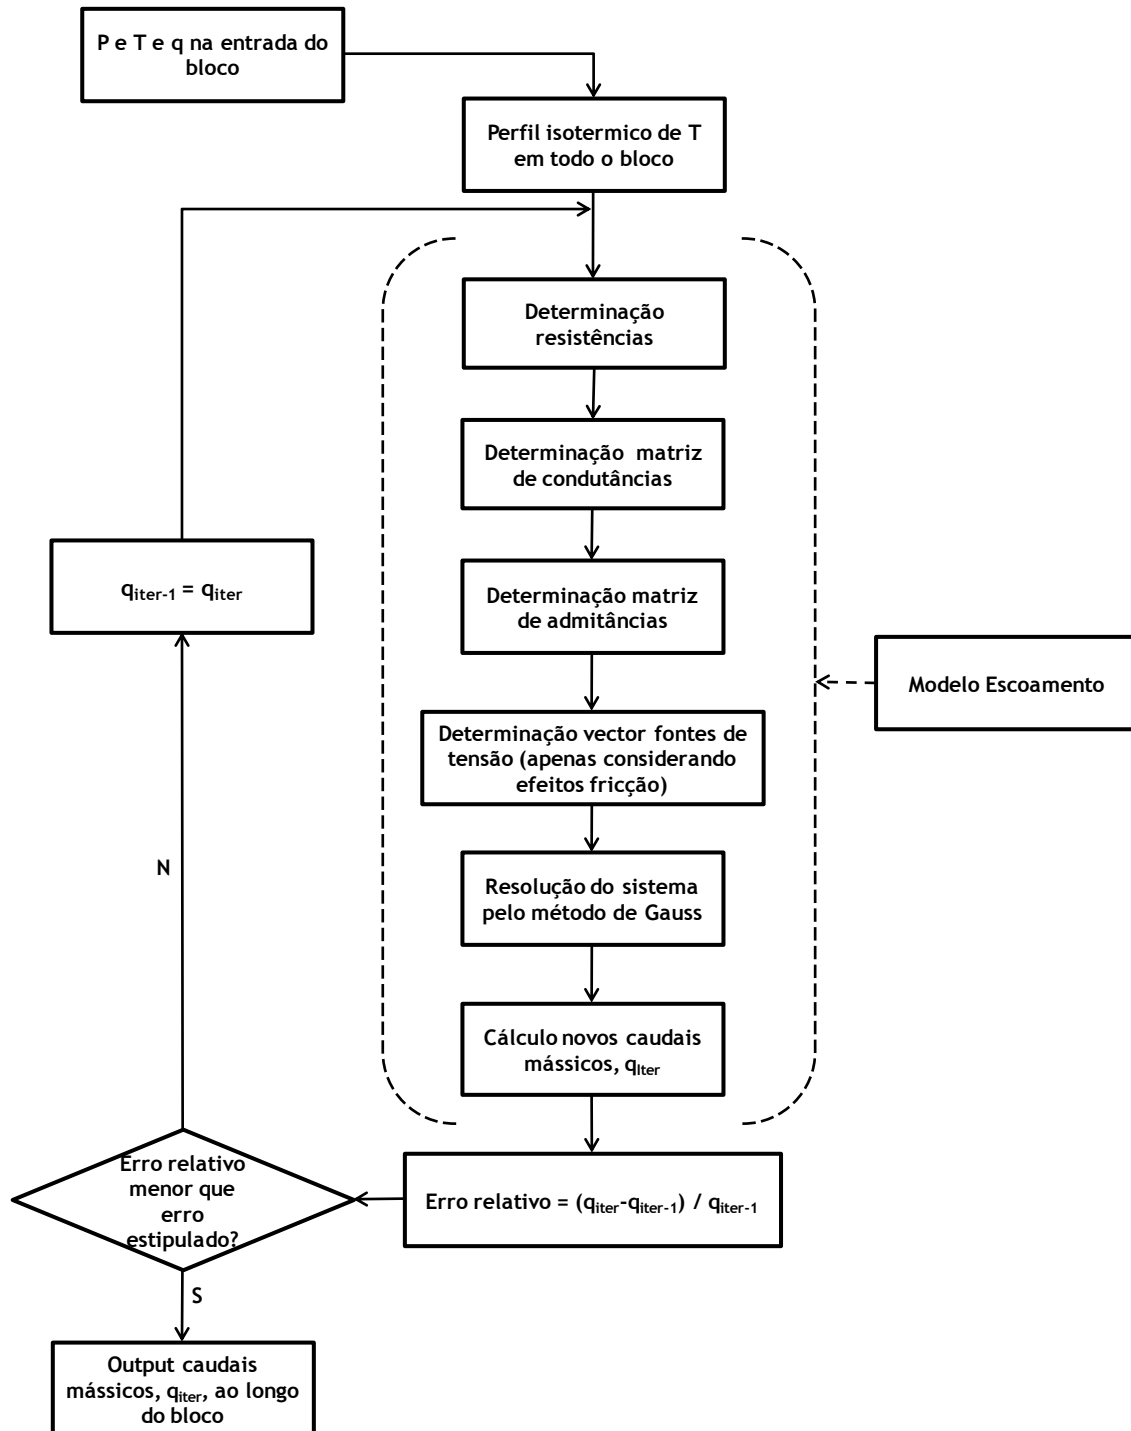 P e T e q na entrada do
bloco
Perfil isotermico de T
em todo o bloco
Determinação
resistências
Determinação matriz
de condutâncias
Determinação matriz
de admitâncias
Determinação vector fontes de
tensão (apenas considerando
efeitos fricção)
Resolução do sistema
pelo método de Gauss
Cálculo novos caudais
mássicos, qIter
Erro relativo = (qiter-qiter-1) / qiter-1
Erro relativo
menor que
erro
estipulado?
N
qiter-1 = qiter
S
Output caudais
mássicos, qiter, ao longo
do bloco
Modelo Escoamento